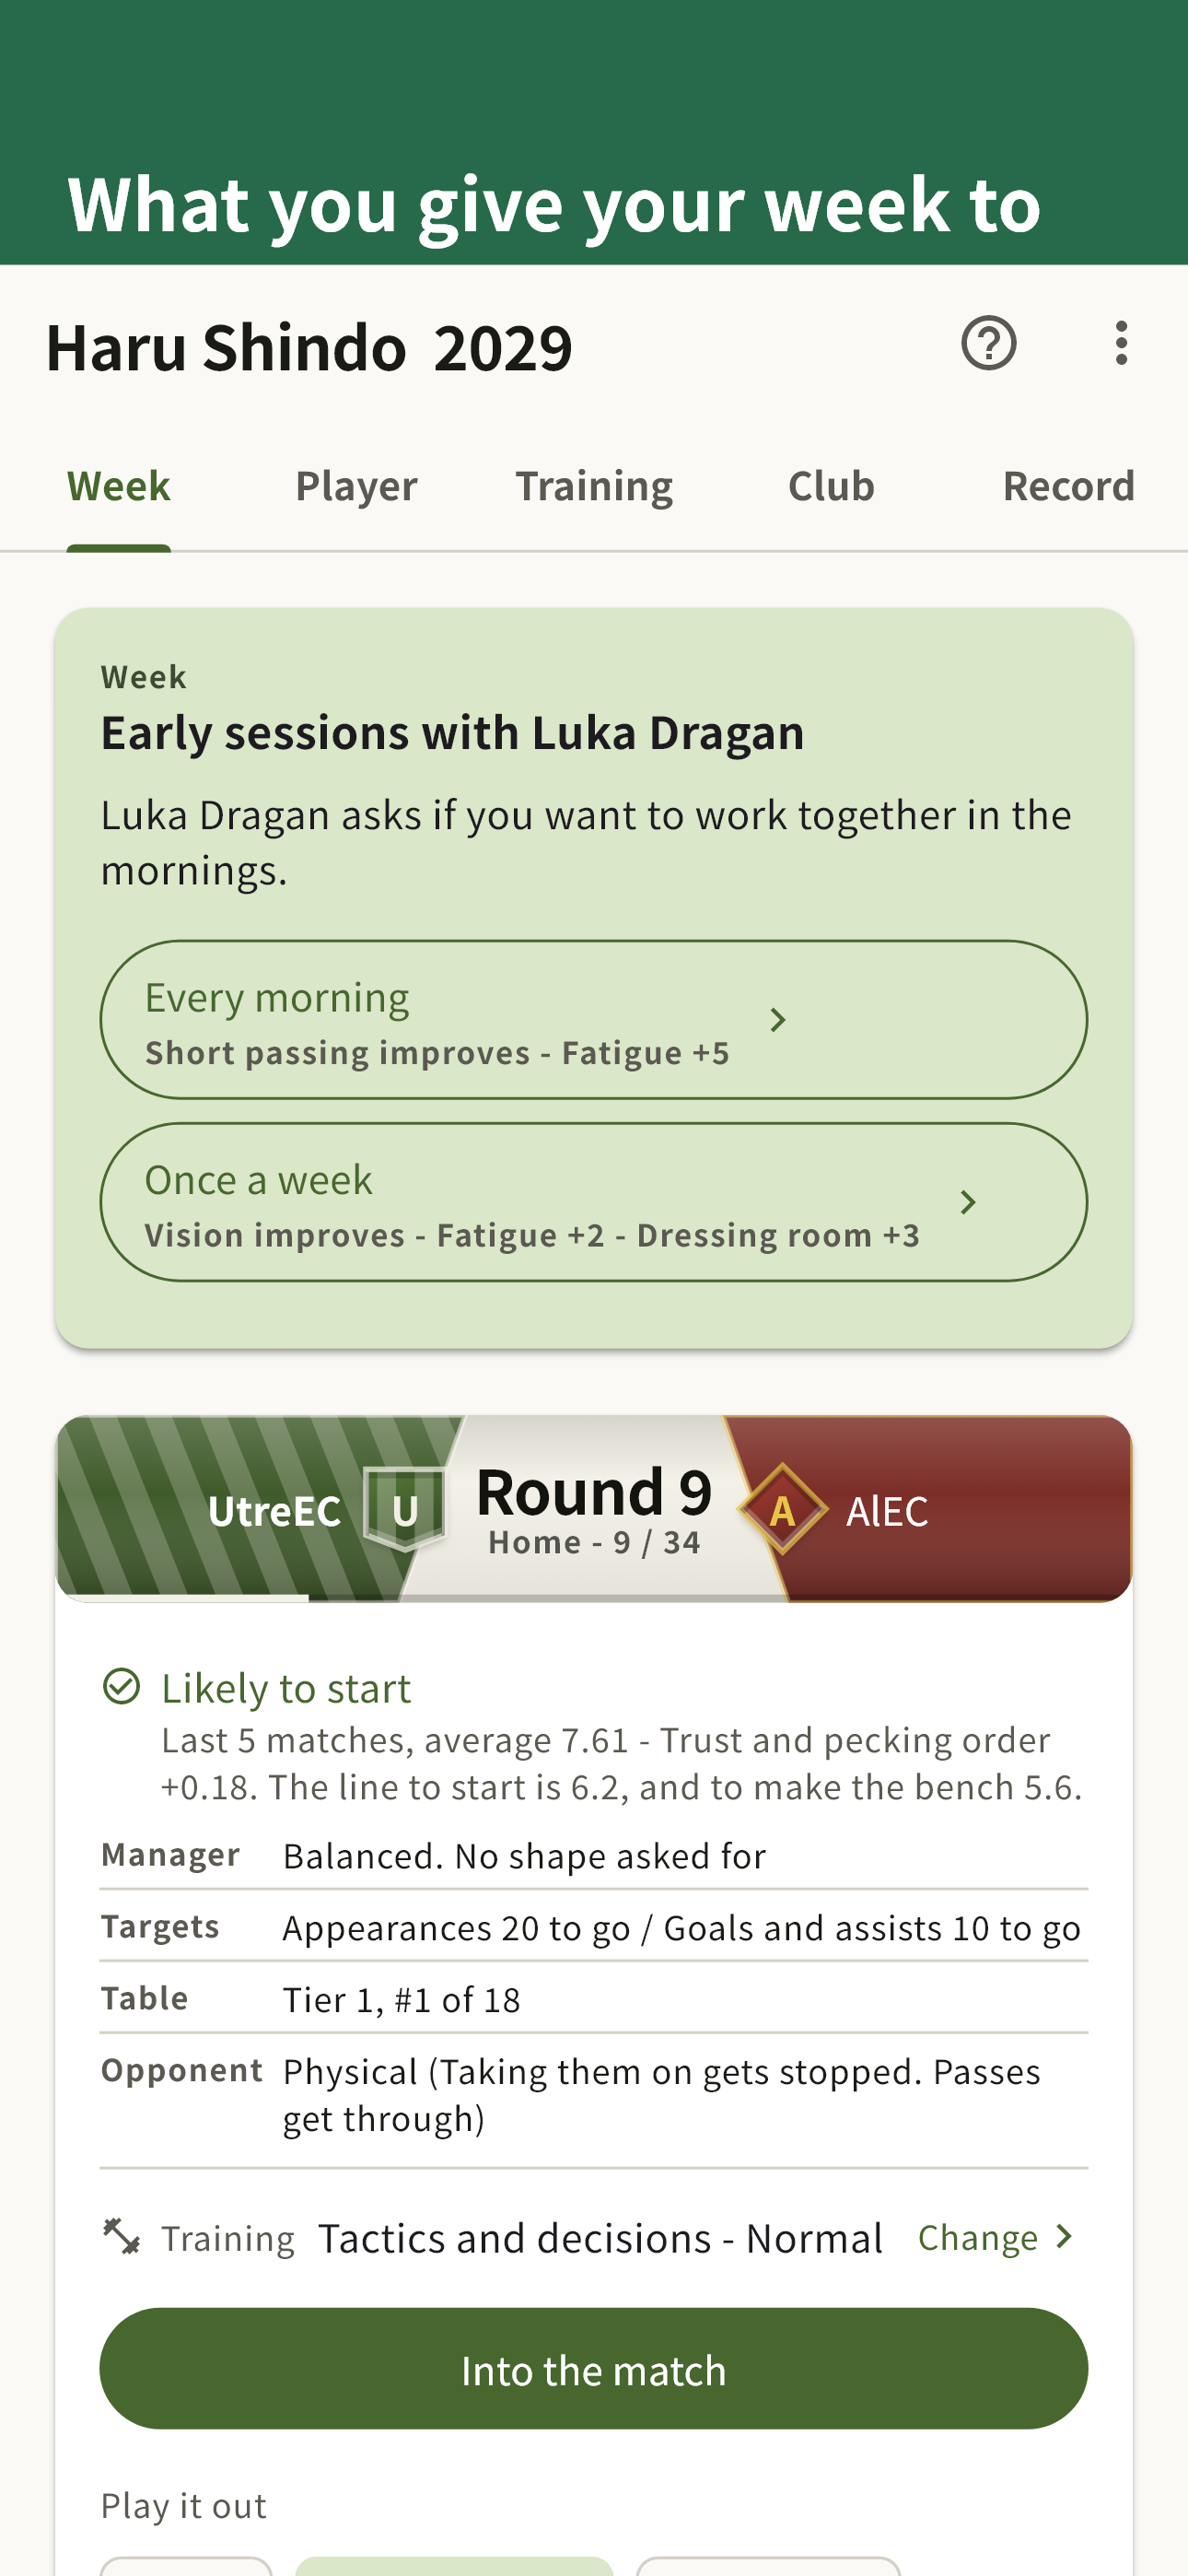 What you give your week to
Haru Shindo 2029
Week
Player
Training
Club
Record
Week
Early sessions with Luka Dragan
Luka Dragan asks if you want to work together in the
mornings.
Every morning
Short passing improves - Fatigue +5
Once a week
Vision improves - Fatigue +2 - Dressing room +3
UtreEC
U
Round 9
Home - 9 / 34
A
AlEC
Likely to start
Last 5 matches, average 7.61 - Trust and pecking order
+0.18. The line to start is 6.2, and to make the bench 5.6.
Manager Balanced. No shape asked for
Targets Appearances 20 to go / Goals and assists 10 to go
Table Tier 1, #1 of 18
Opponent Physical (Taking them on gets stopped. Passes
get through)
Training Tactics and decisions - Normal Change
Into the match
Play it out